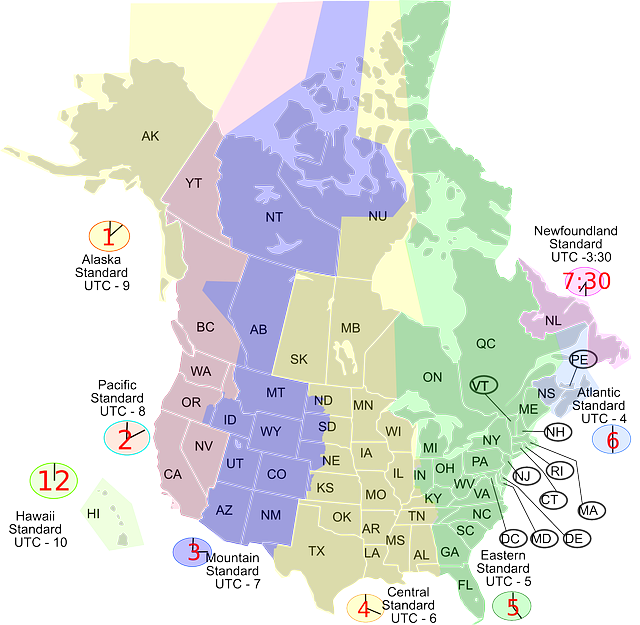 AK
YT
NT
NU
1
Alaska
Standard
UTC - 9
Newfoundland
Standard
UTC -3:30
7:30
NL
BC
AB
SK
MB
ON
QC
PE
NS
VT
ME
Atlantic
Standard
UTC - 4
6
WA
OR
ID
MT
ND
MN
SD
WY
WI
MI
NY
NH
Pacific
Standard
UTC - 8
2
NV
CA
UT
CO
NE
IA
IL
IN
OH
PA
NJ
RI
CT
MA
12
Hawaii
Standard
UTC - 10
HI
AZ
NM
KS
MO
KY
WV
VA
OK
AR
TN
NC
SC
DC
MD
DE
TX
LA
MS
AL
GA
FL
3
Mountain
Standard
UTC - 7
4
Central
Standard
UTC - 6
Eastern
Standard
UTC - 5
5